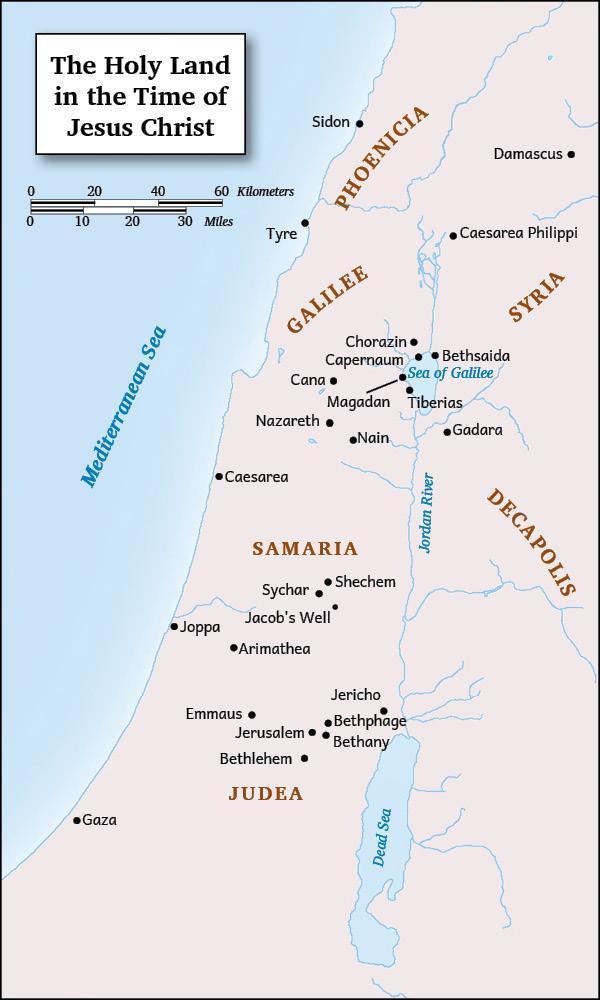 The Holy Land
in the Time of
Jesus Christ
0 20 40 60 Kilometers
0 10 20 30 Miles
Sidon
PHOENICIA
Damascus
Tyre
Caesarea Philippi
GALILEE
SYRIA
Mediterranean Sea
Chorazin
Capernaum
Bethsaida
Sea of Galilee
Cana
Magadan
Tiberias
Nazareth
Gadara
Nain
Caesarea
Jordan River
DECAPOLIS
SAMARIA
Shechem
Sychar
Jacob's Well
Joppa
Arimathea
Jericho
Emmaus
Bethphage
Jerusalem
Bethany
Bethlehem
JUDEA
Gaza
Dead Sea